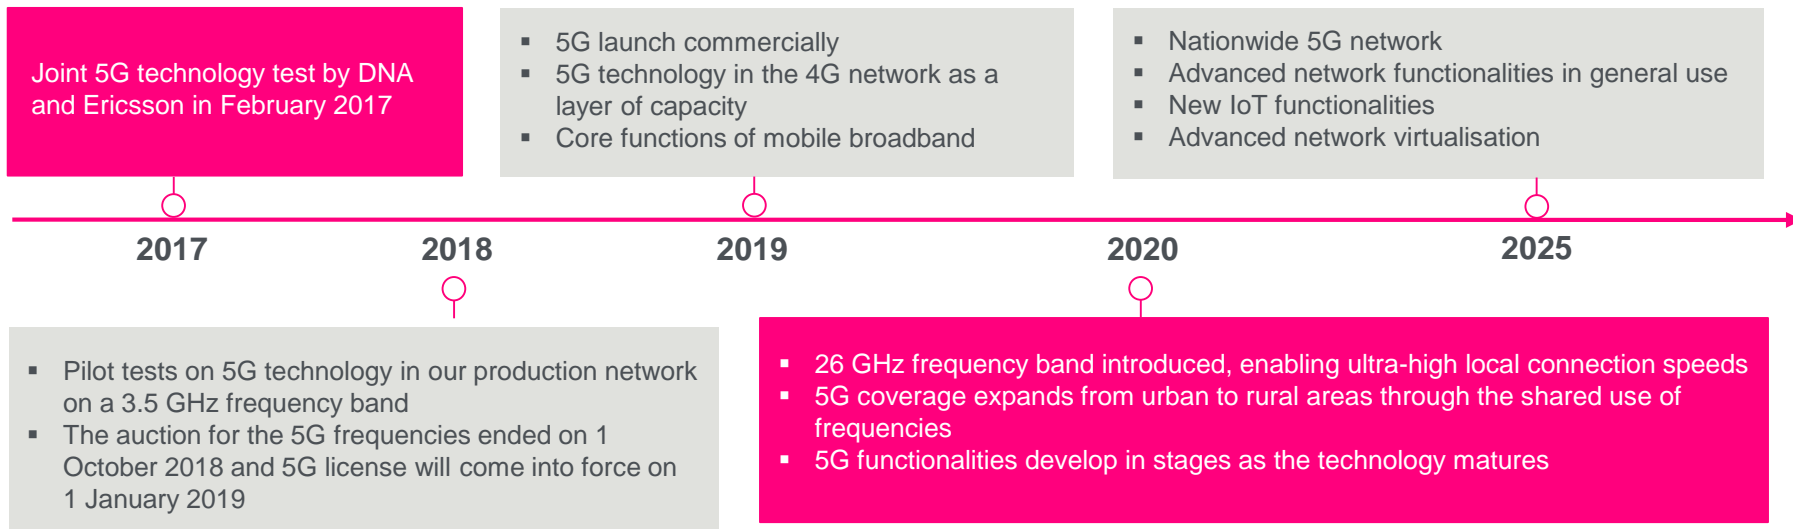 Joint 5G technology test by DNA
and Ericsson in February 2017
▪ 5G launch commercially
▪ 5G technology in the 4G network as a
layer of capacity
▪ Core functions of mobile broadband
▪ Nationwide 5G network
▪ Advanced network functionalities in general use
▪ New IoT functionalities
▪ Advanced network virtualisation
2017
2018
2019
2020
2025
▪ Pilot tests on 5G technology in our production network
on a 3.5 GHz frequency band
▪ The auction for the 5G frequencies ended on 1
October 2018 and 5G license will come into force on
1 January 2019
▪ 26 GHz frequency band introduced, enabling ultra-high local connection speeds
▪ 5G coverage expands from urban to rural areas through the shared use of
frequencies
▪ 5G functionalities develop in stages as the technology matures